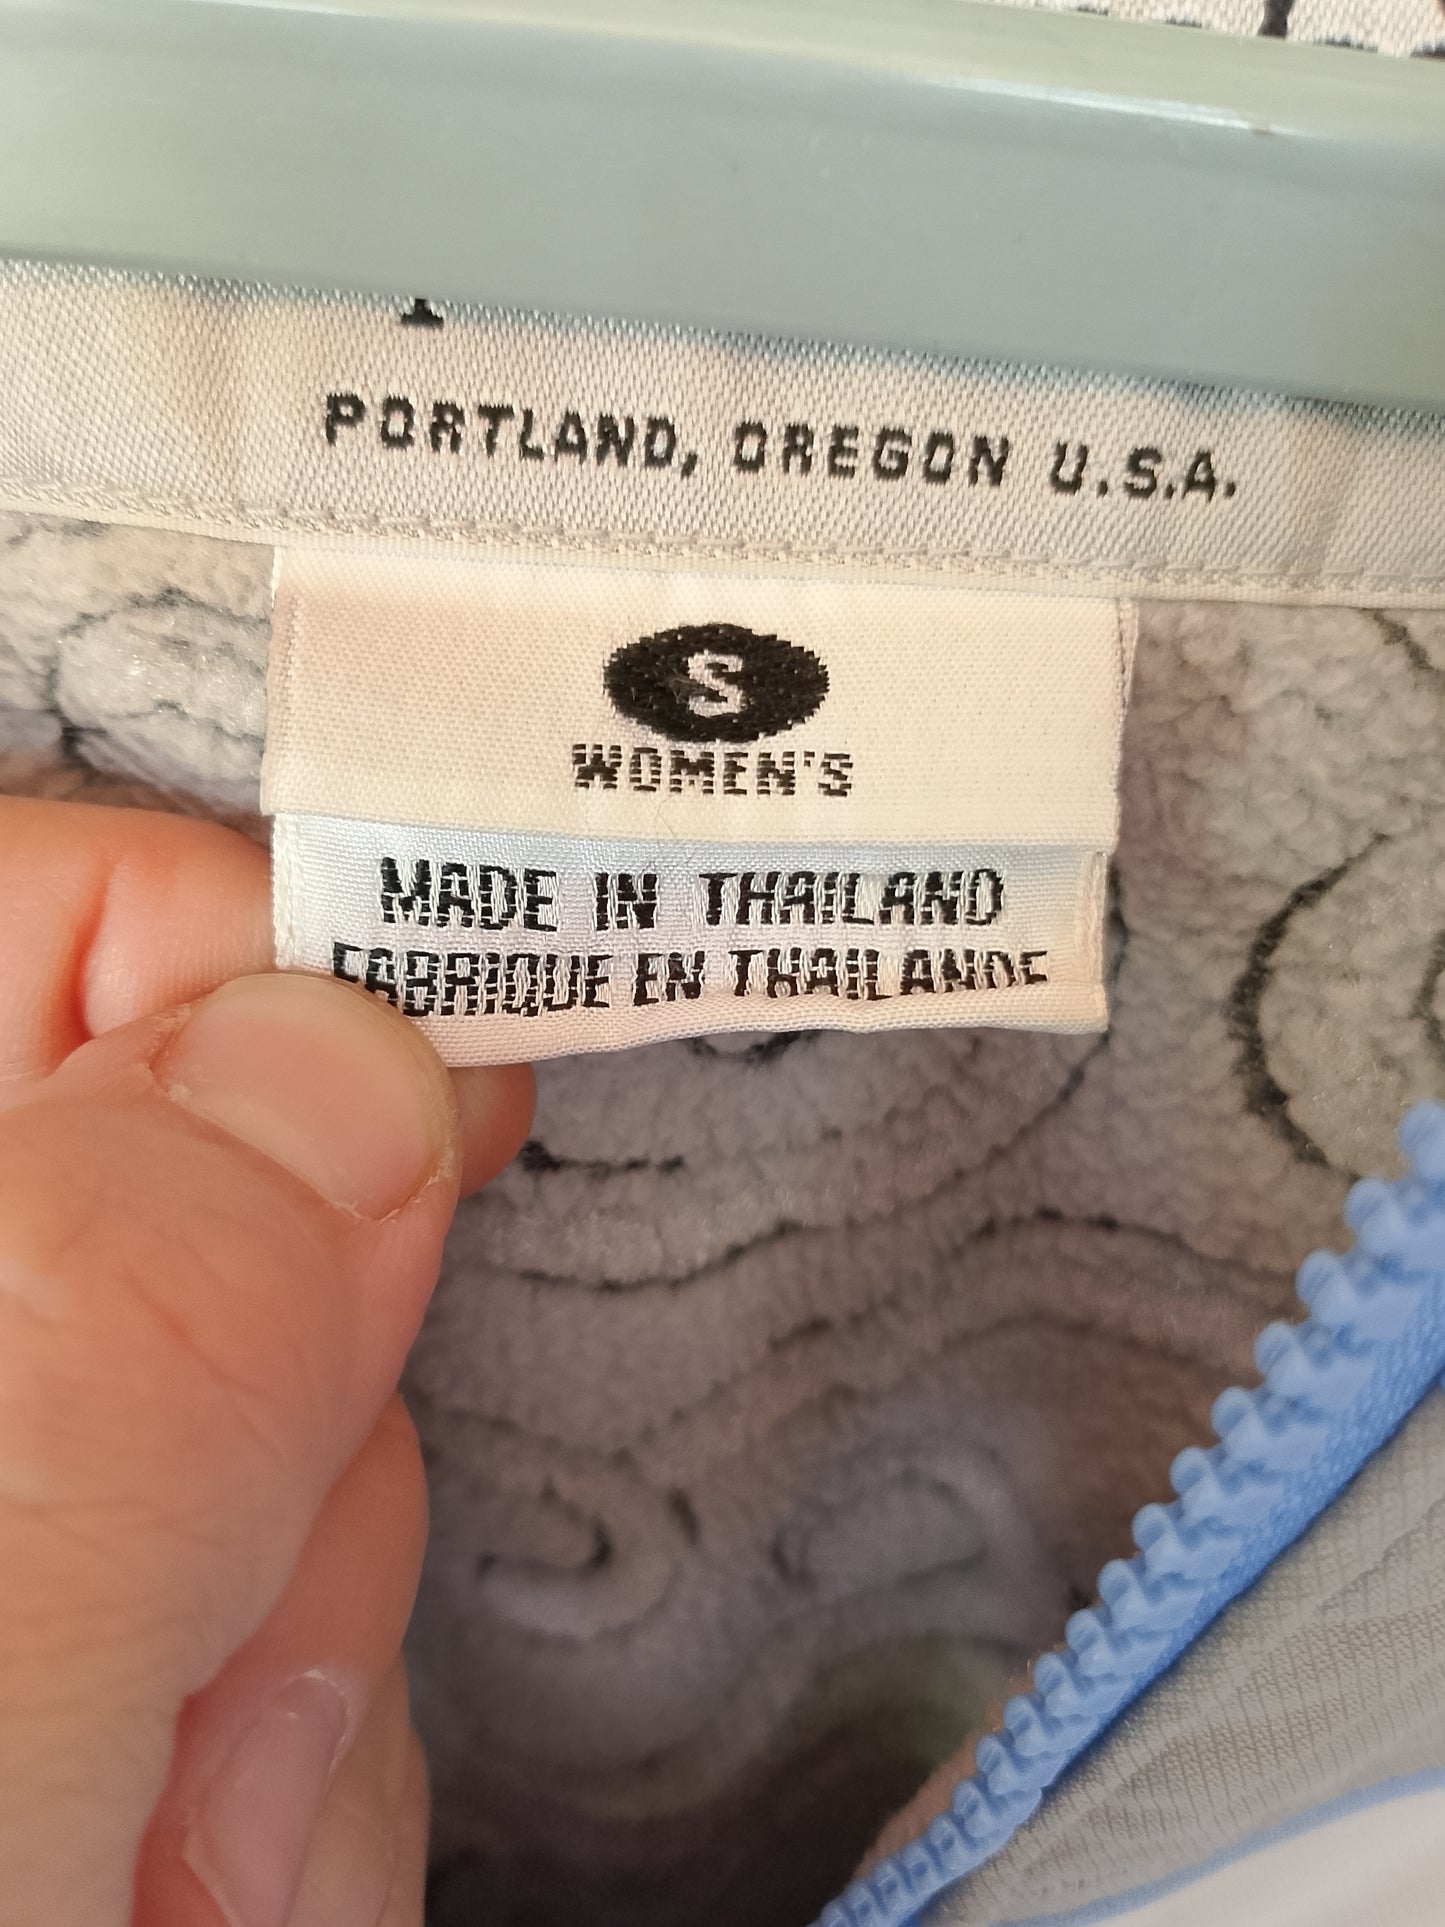 PORTLAND, OREGON U.S.A.
S
WOMEN'S
MADE IN THAILAND
FABRIQUE EN THAILANDE